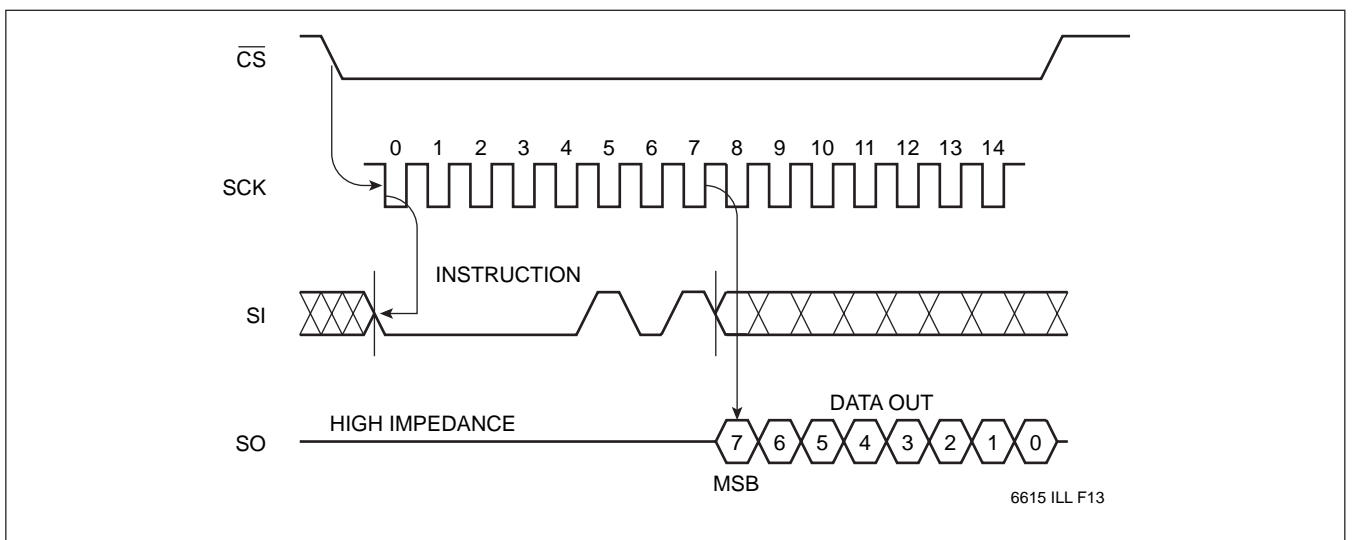 C̅S̅
0 1 2 3 4 5 6 7 8 9 10 11 12 13 14
SCK
INSTRUCTION
SI
DATA OUT
HIGH IMPEDANCE
SO
7 6 5 4 3 2 1 0
MSB
6615 ILL F13